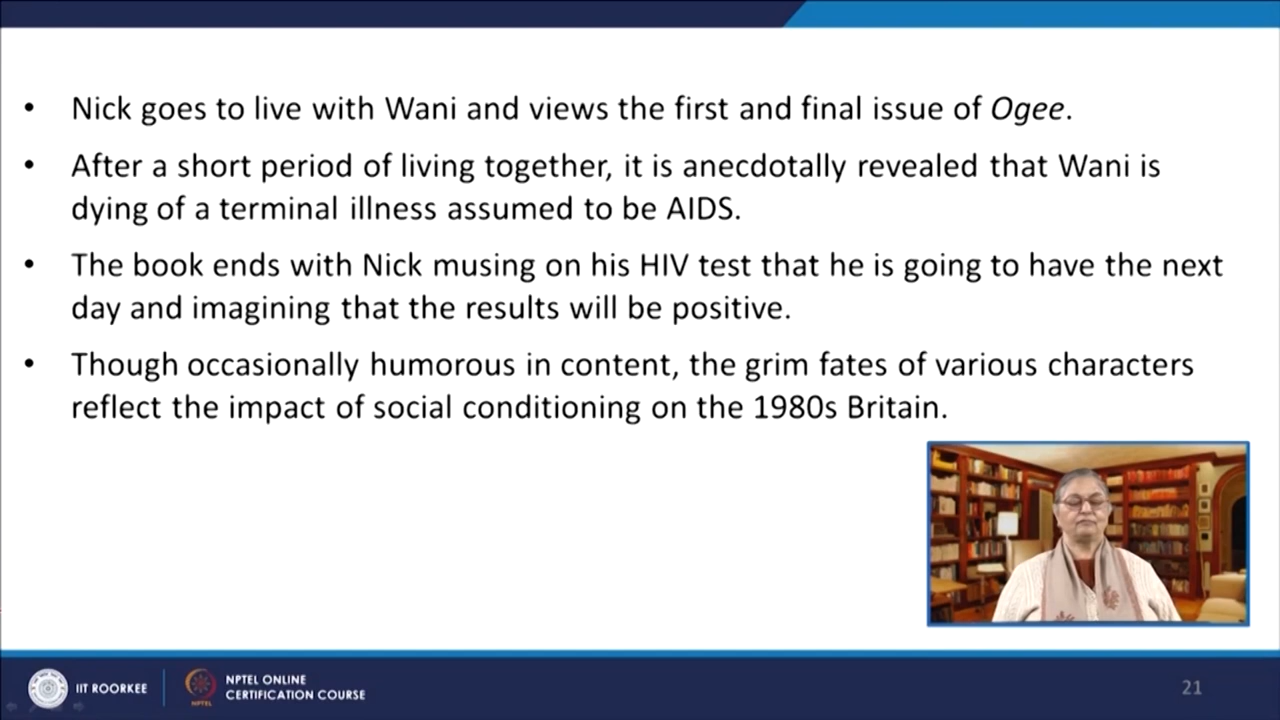 • Nick goes to live with Wani and views the first and final issue of Ogee.
• After a short period of living together, it is anecdotally revealed that Wani is
dying of a terminal illness assumed to be AIDS.
• The book ends with Nick musing on his HIV test that he is going to have the next
day and imagining that the results will be positive.
• Though occasionally humorous in content, the grim fates of various characters
reflect the impact of social conditioning on the 1980s Britain.
IIT ROORKEE
NPTEL
NPTEL ONLINE
CERTIFICATION COURSE
21